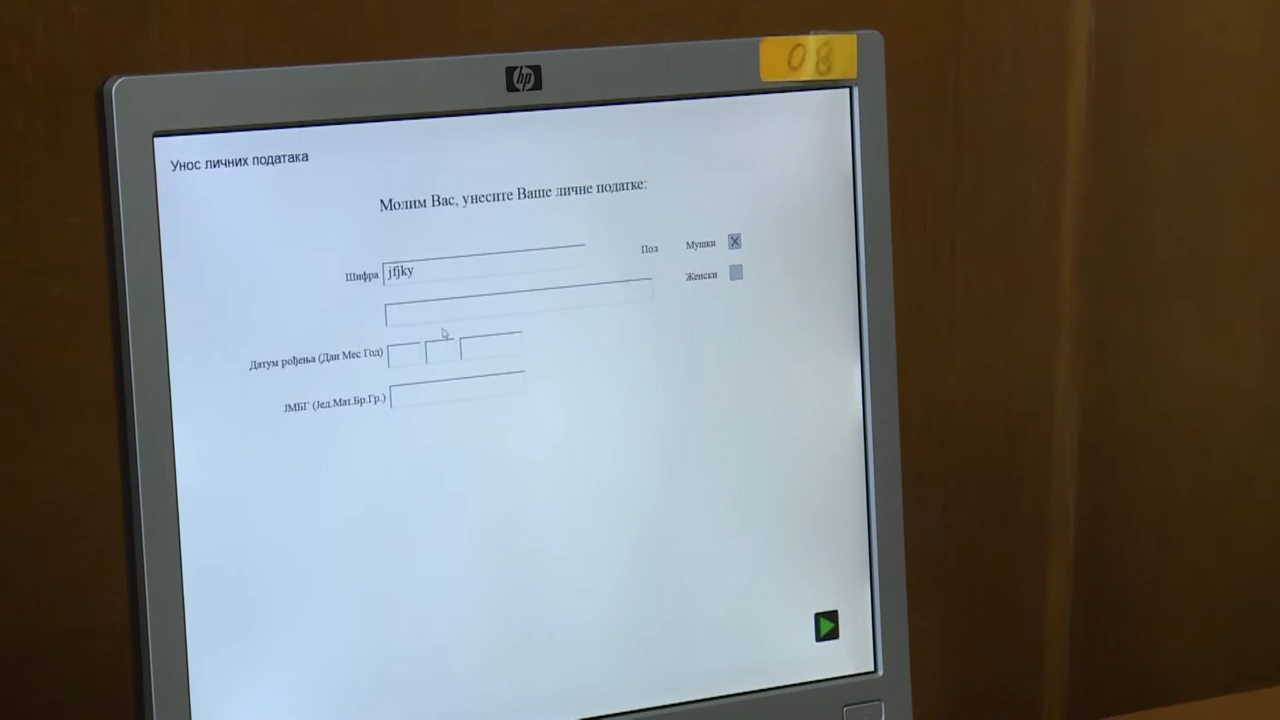 hp
08
Унос личних података
Молим Вас, унесите Ваше личне податке:
Шифра jfjky
Пол Мушки
Женски
Датум рођења (Дан Мес Год)
ЈМБГ (Јед.Мат.Бр.Гр.)